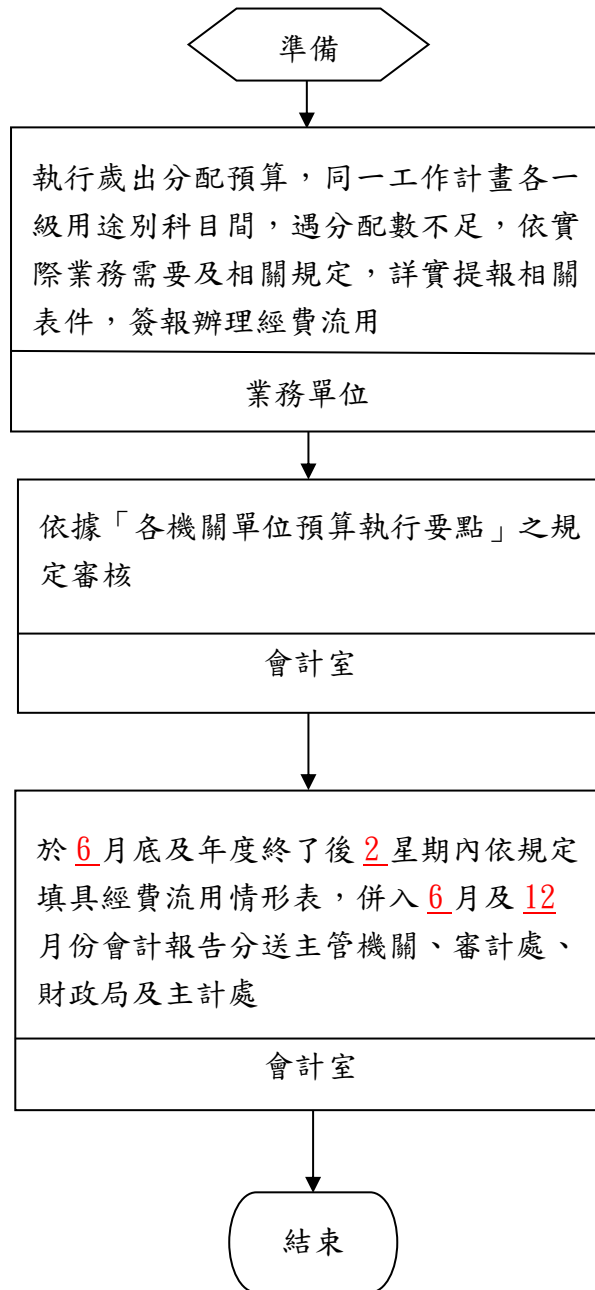 準備
執行歲出分配預算，同一工作計畫各一
級用途別科目間，遇分配數不足，依實
際業務需要及相關規定，詳實提報相關
表件，簽報辦理經費流用
業務單位
依據「各機關單位預算執行要點」之規
定審核
會計室
於 6 月底及年度終了後 2 星期內依規定
填具經費流用情形表，併入 6 月及 12
月份會計報告分送主管機關、審計處、
財政局及主計處
會計室
結束